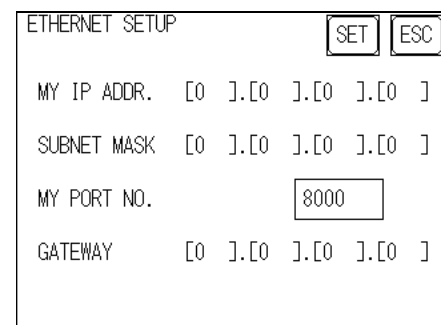 ETHERNET SETUP SET ESC
MY IP ADDR. [0 ].[0 ].[0 ].[0 ]
SUBNET MASK [0 ].[0 ].[0 ].[0 ]
MY PORT NO. 8000
GATEWAY [0 ].[0 ].[0 ].[0 ]